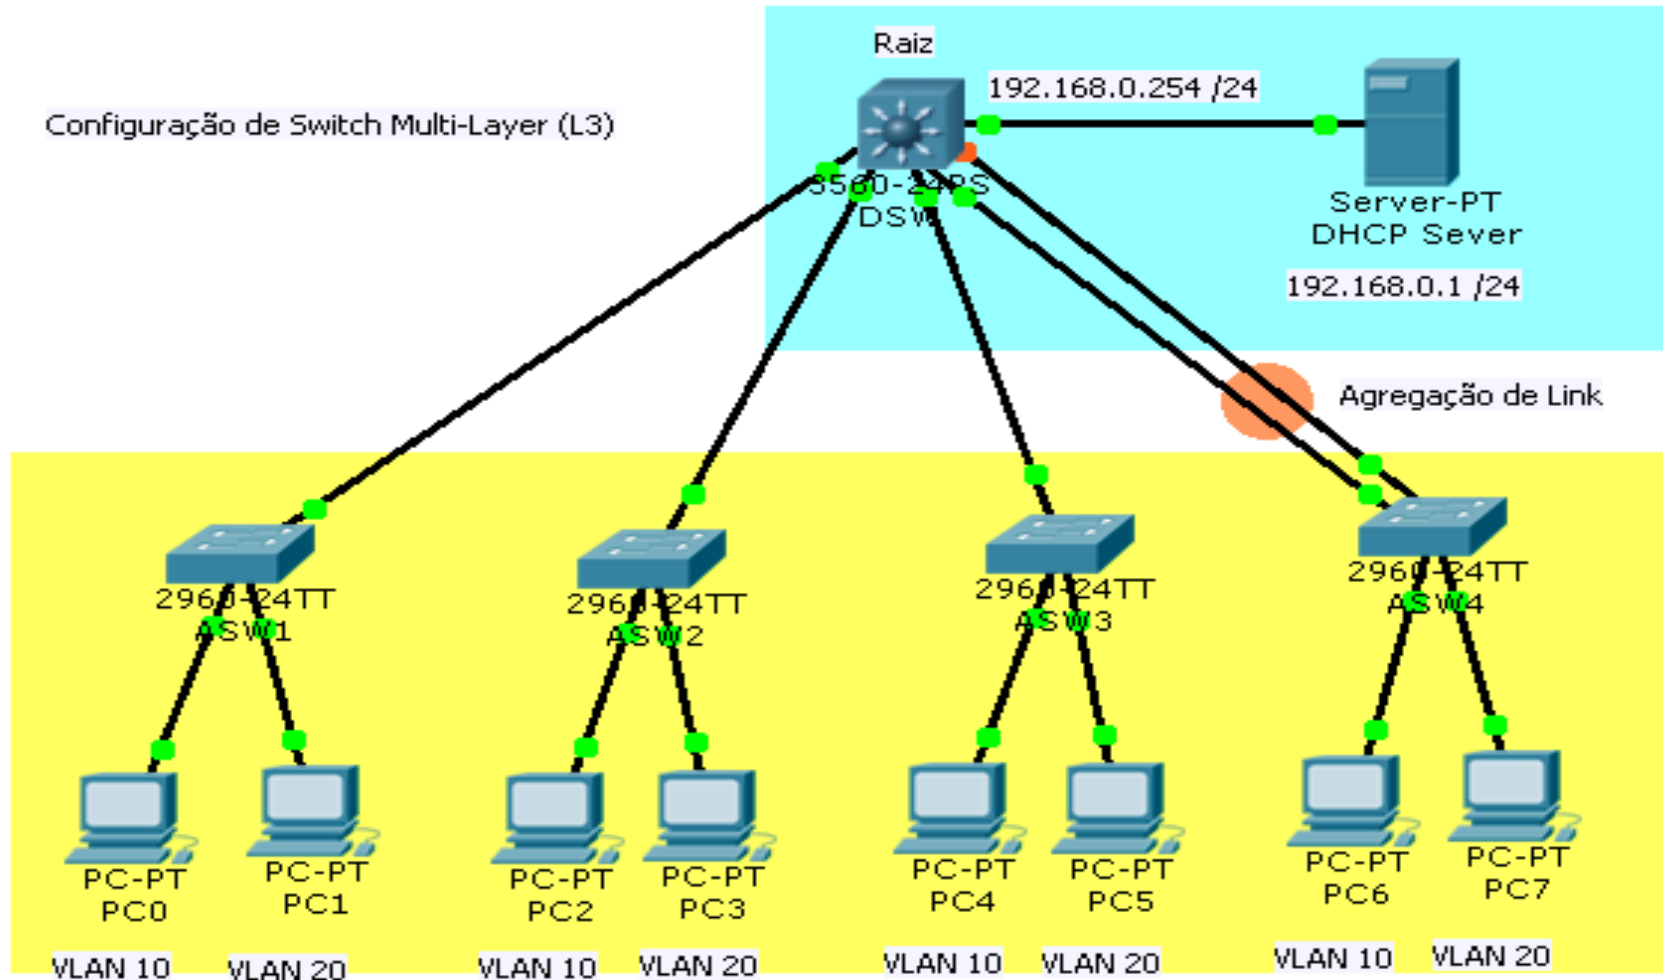 Raiz
192.168.0.254 /24
Configuração de Switch Multi-Layer (L3)
3560-24PS
DSW
Server-PT
DHCP Sever
192.168.0.1 /24
Agregação de Link
2960-24TT
ASW1
2960-24TT
ASW2
2960-24TT
ASW3
2960-24TT
ASW4
PC-PT
PC0
PC-PT
PC1
PC-PT
PC2
PC-PT
PC3
PC-PT
PC4
PC-PT
PC5
PC-PT
PC6
PC-PT
PC7
VLAN 10
VLAN 20
VLAN 10
VLAN 20
VLAN 10
VLAN 20
VLAN 10
VLAN 20